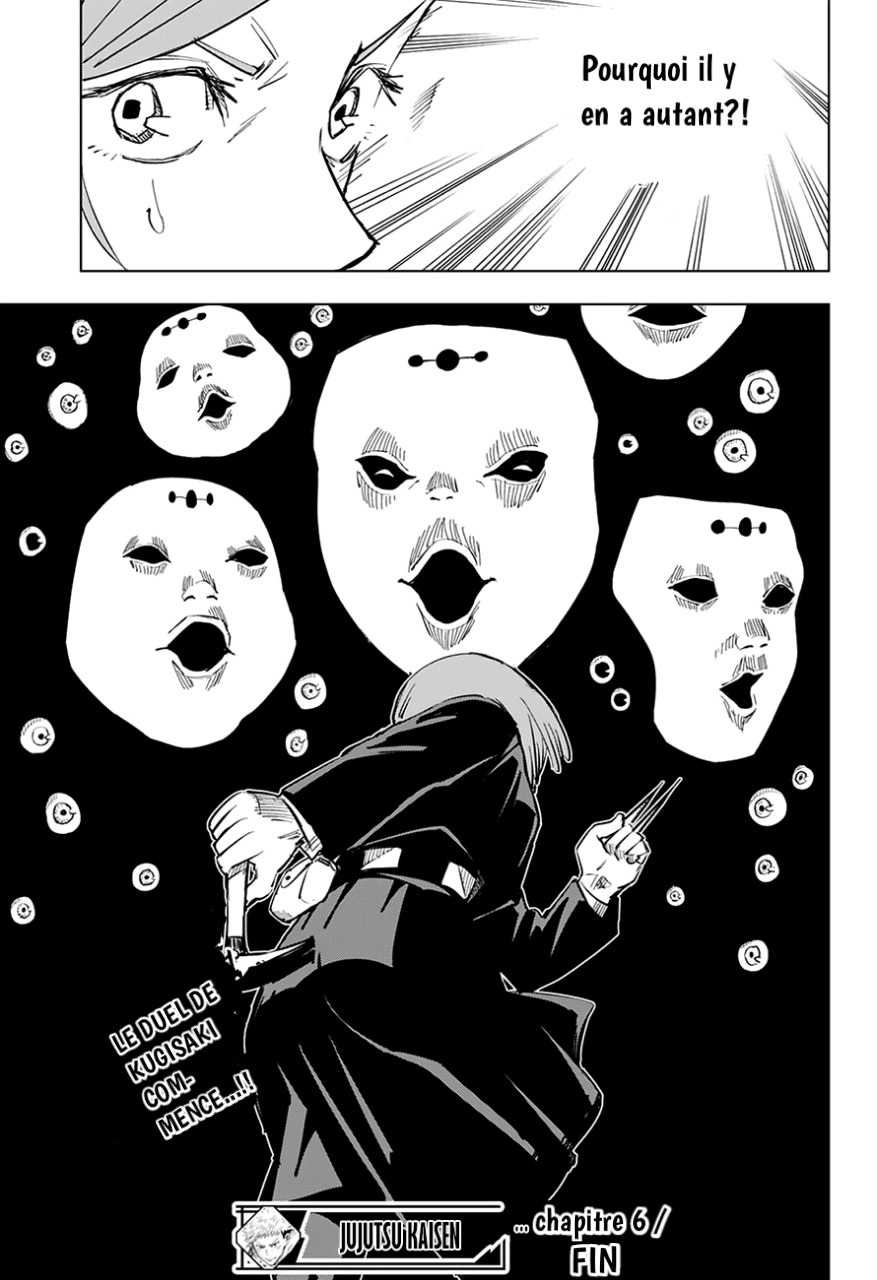 Pourquoi il y
en a autant?!
LE DUEL DE
KUGISAKI
COM-
MENCE...!!
JUJUTSU KAISEN
... chapitre 6 /
FIN